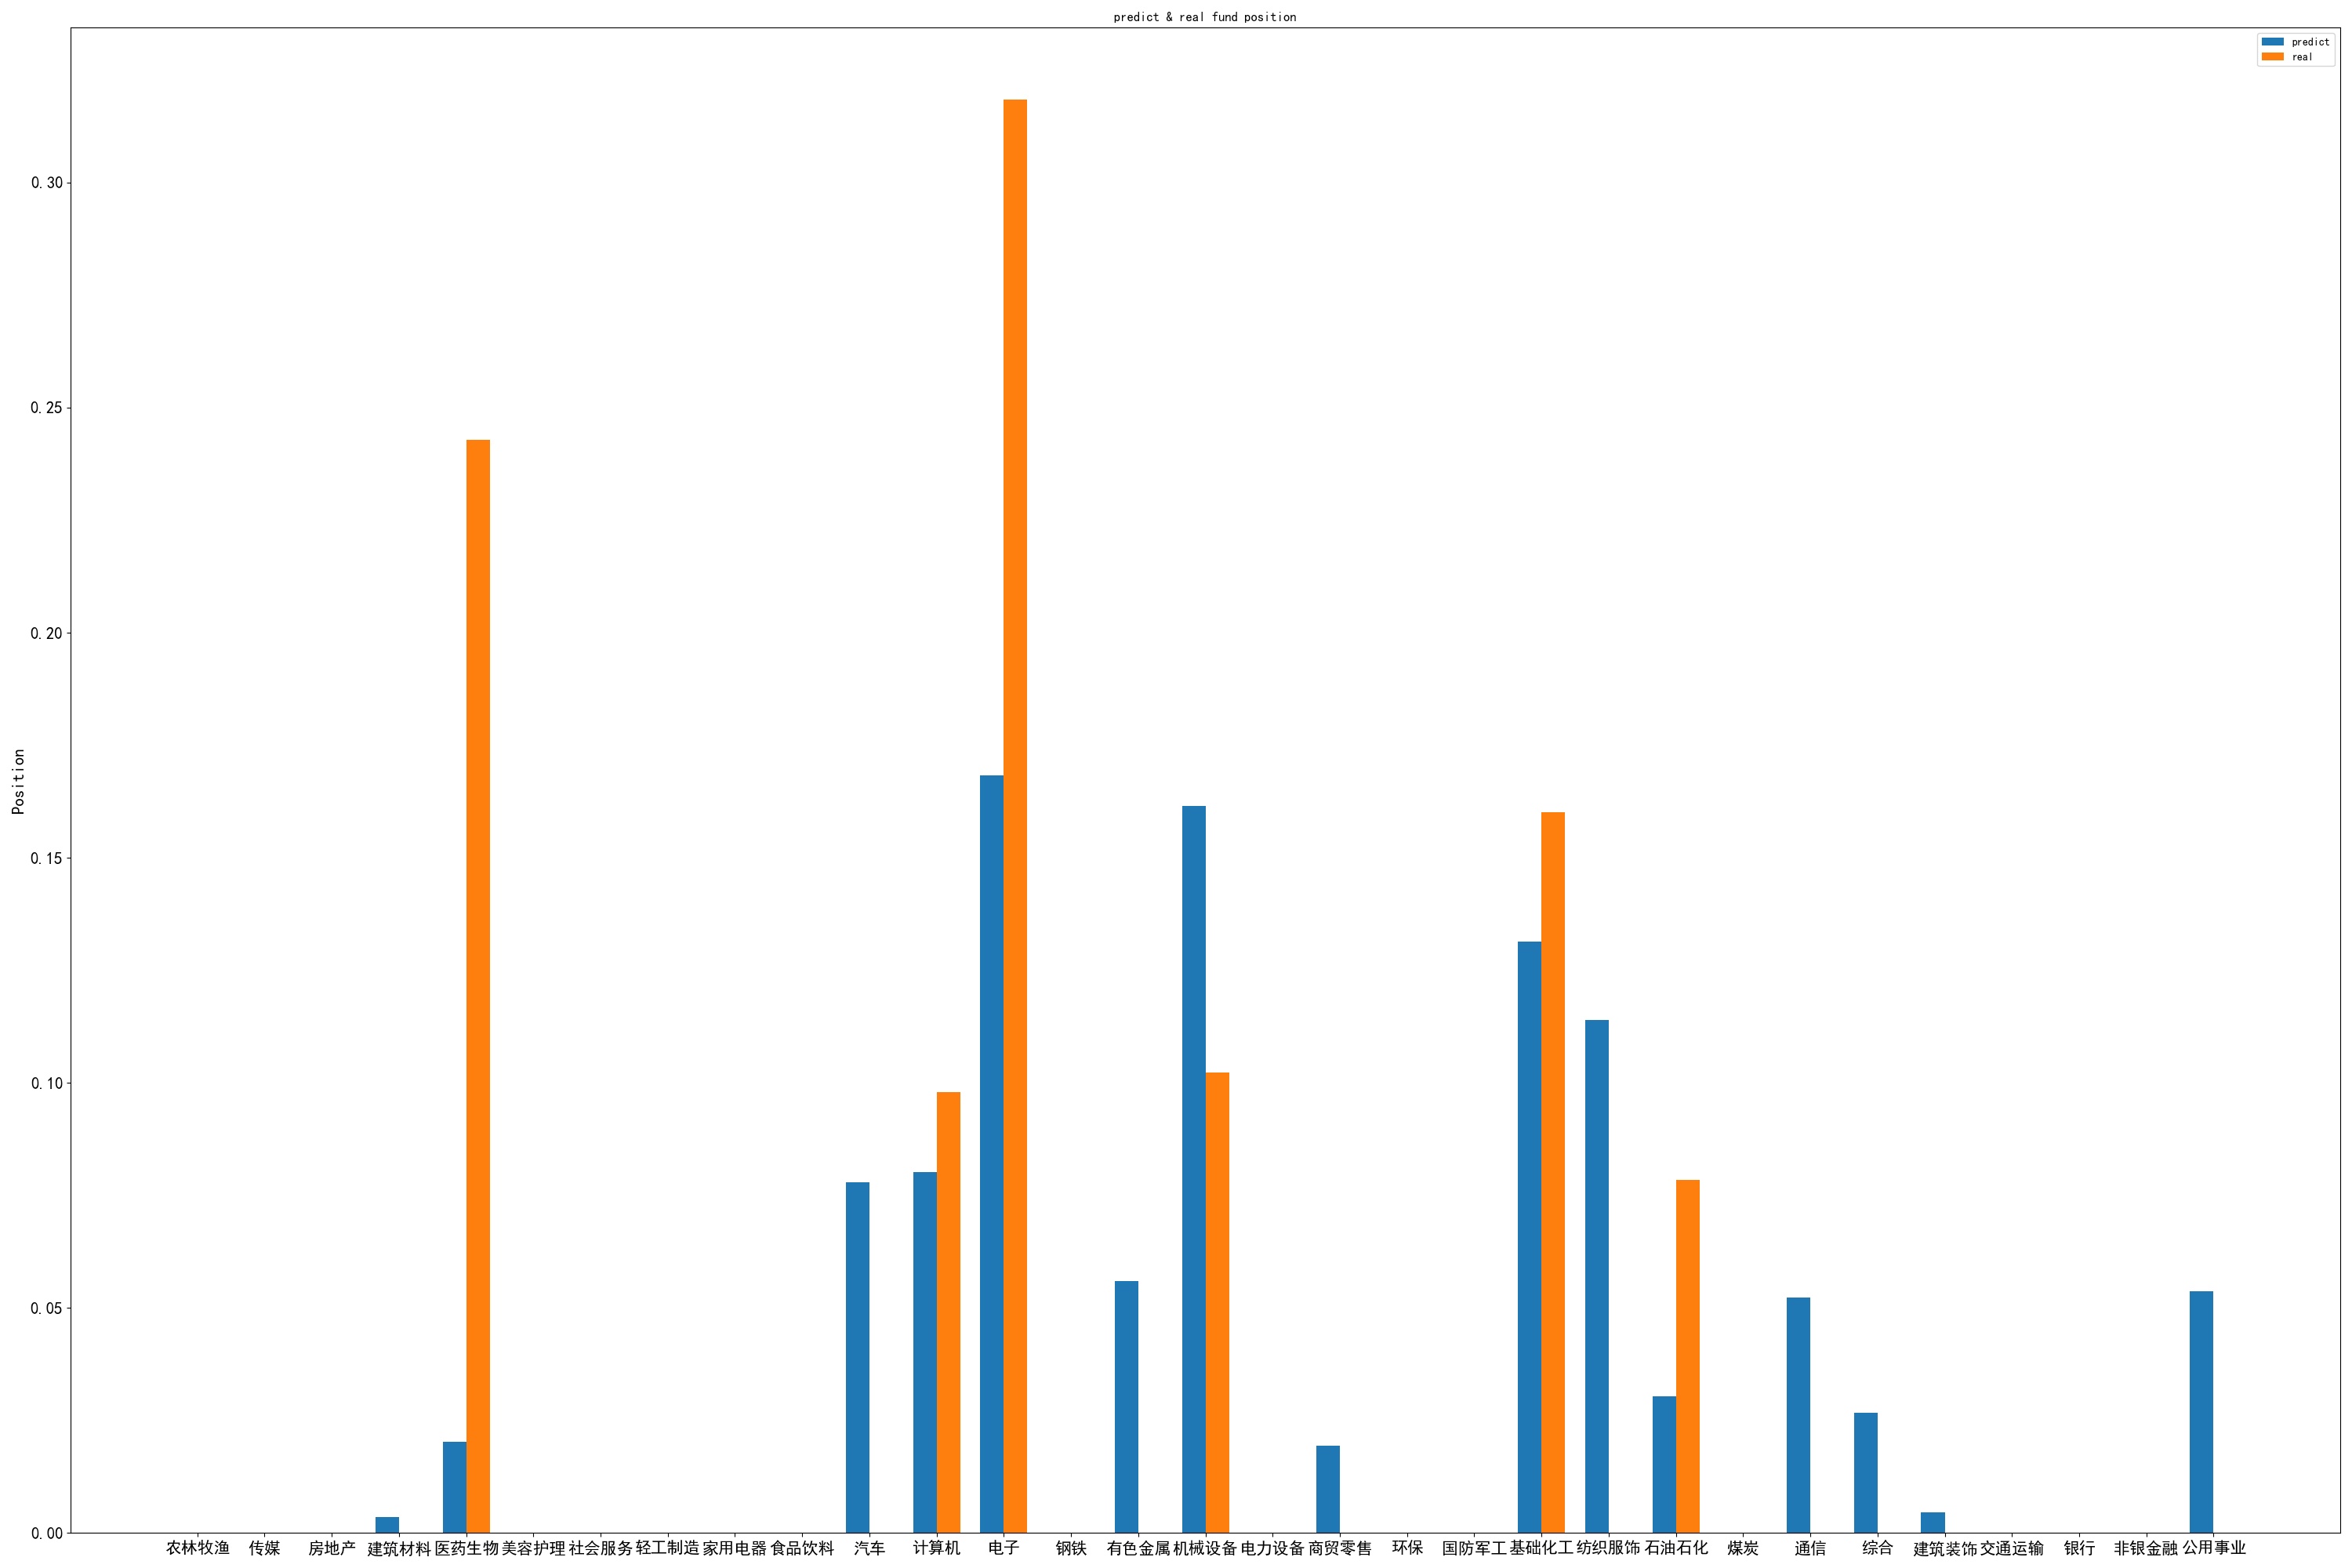 predict & real fund position
predict
real
Position
0.30
0.25
0.20
0.15
0.10
0.05
0.00
农林牧渔 传媒 房地产 建筑材料 医药生物 美容护理 社会服务 轻工制造 家用电器 食品饮料 汽车 计算机 电子 钢铁 有色金属 机械设备 电力设备 商贸零售 环保 国防军工 基础化工 纺织服饰 石油石化 煤炭 通信 综合 建筑装饰 交通运输 银行 非银金融 公用事业